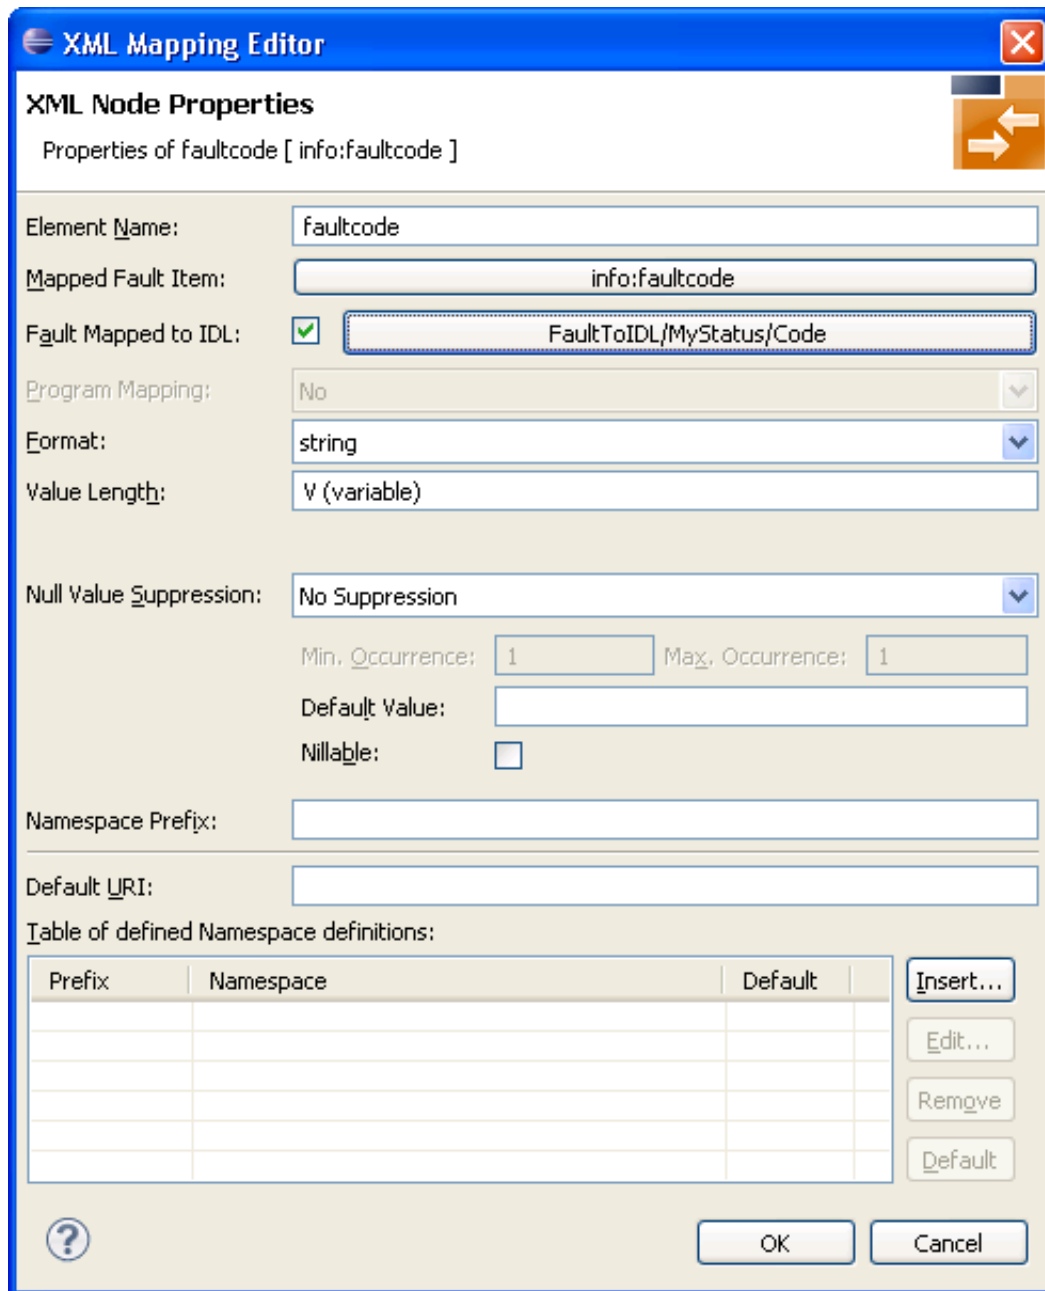 XML Mapping Editor
XML Node Properties
Properties of faultcode [ info:faultcode ]
Element Name: faultcode
Mapped Fault Item: info:faultcode
Fault Mapped to IDL: FaultToIDL/MyStatus/Code
Program Mapping: No
Format: string
Value Length: V (variable)
Null Value Suppression: No Suppression
Min. Occurrence: 1 Max. Occurrence: 1
Default Value:
Nillable:
Namespace Prefix:
Default URI:
Table of defined Namespace definitions:
Prefix Namespace Default Insert...
Edit...
Remove
Default
? OK Cancel